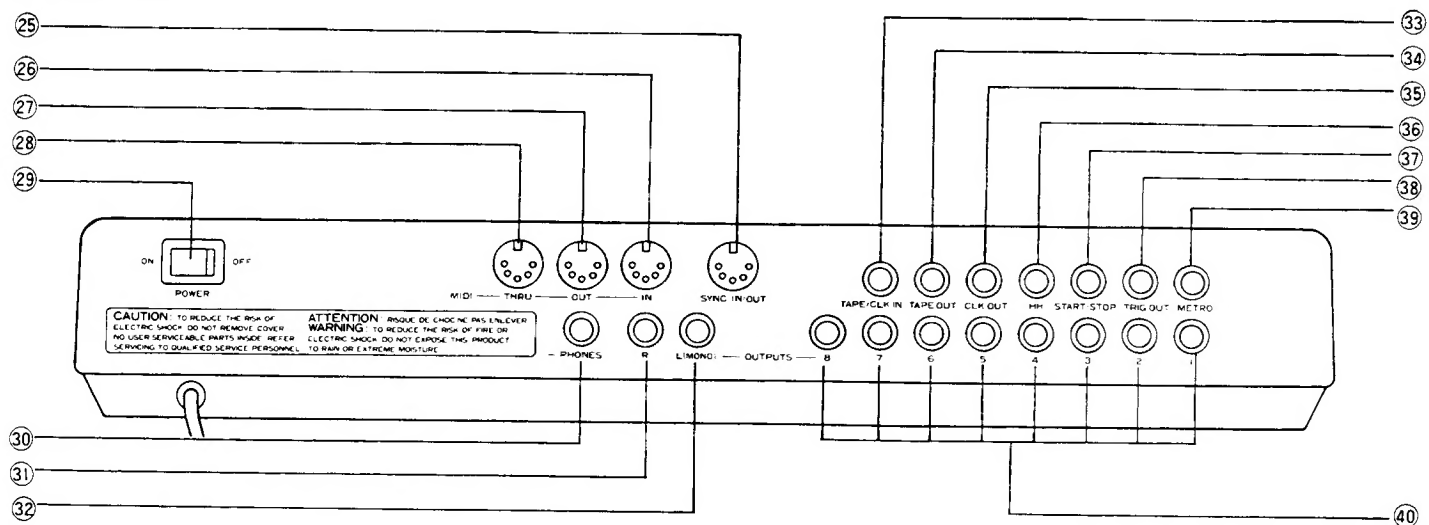 ㉕
㉖
㉗
㉘
㉙
㉝
㉞
㉟
㊱
㊲
㊳
㊴
ON OFF
POWER
MIDI THRU OUT IN SYNC IN·OUT
TAPE/CLK IN TAPE OUT CLK OUT HH START·STOP TRIG OUT METRO
CAUTION: TO REDUCE THE RISK OF
ELECTRIC SHOCK DO NOT REMOVE COVER
NO USER SERVICEABLE PARTS INSIDE REFER
SERVICING TO QUALIFIED SERVICE PERSONNEL
ATTENTION: RISQUE DE CHOC NE PAS ENLEVER
WARNING: TO REDUCE THE RISK OF FIRE OR
ELECTRIC SHOCK DO NOT EXPOSE THIS PRODUCT
TO RAIN OR EXTREME MOISTURE
PHONES R L(MONO) OUTPUTS 8 7 6 5 4 3 2 1
㉚
㉛
㉜
㊵